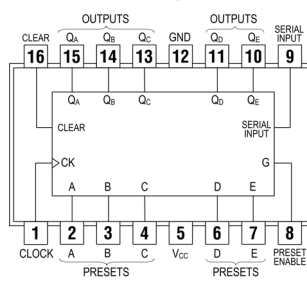 OUTPUTS OUTPUTS
CLEAR QA QB QC GND QD QE SERIAL INPUT
16 15 14 13 12 11 10 9
QA QB QC QD QE
CLEAR SERIAL INPUT
CK G
A B C D E
1 2 3 4 5 6 7 8
CLOCK A B C VCC D E PRESET ENABLE
PRESETS PRESETS